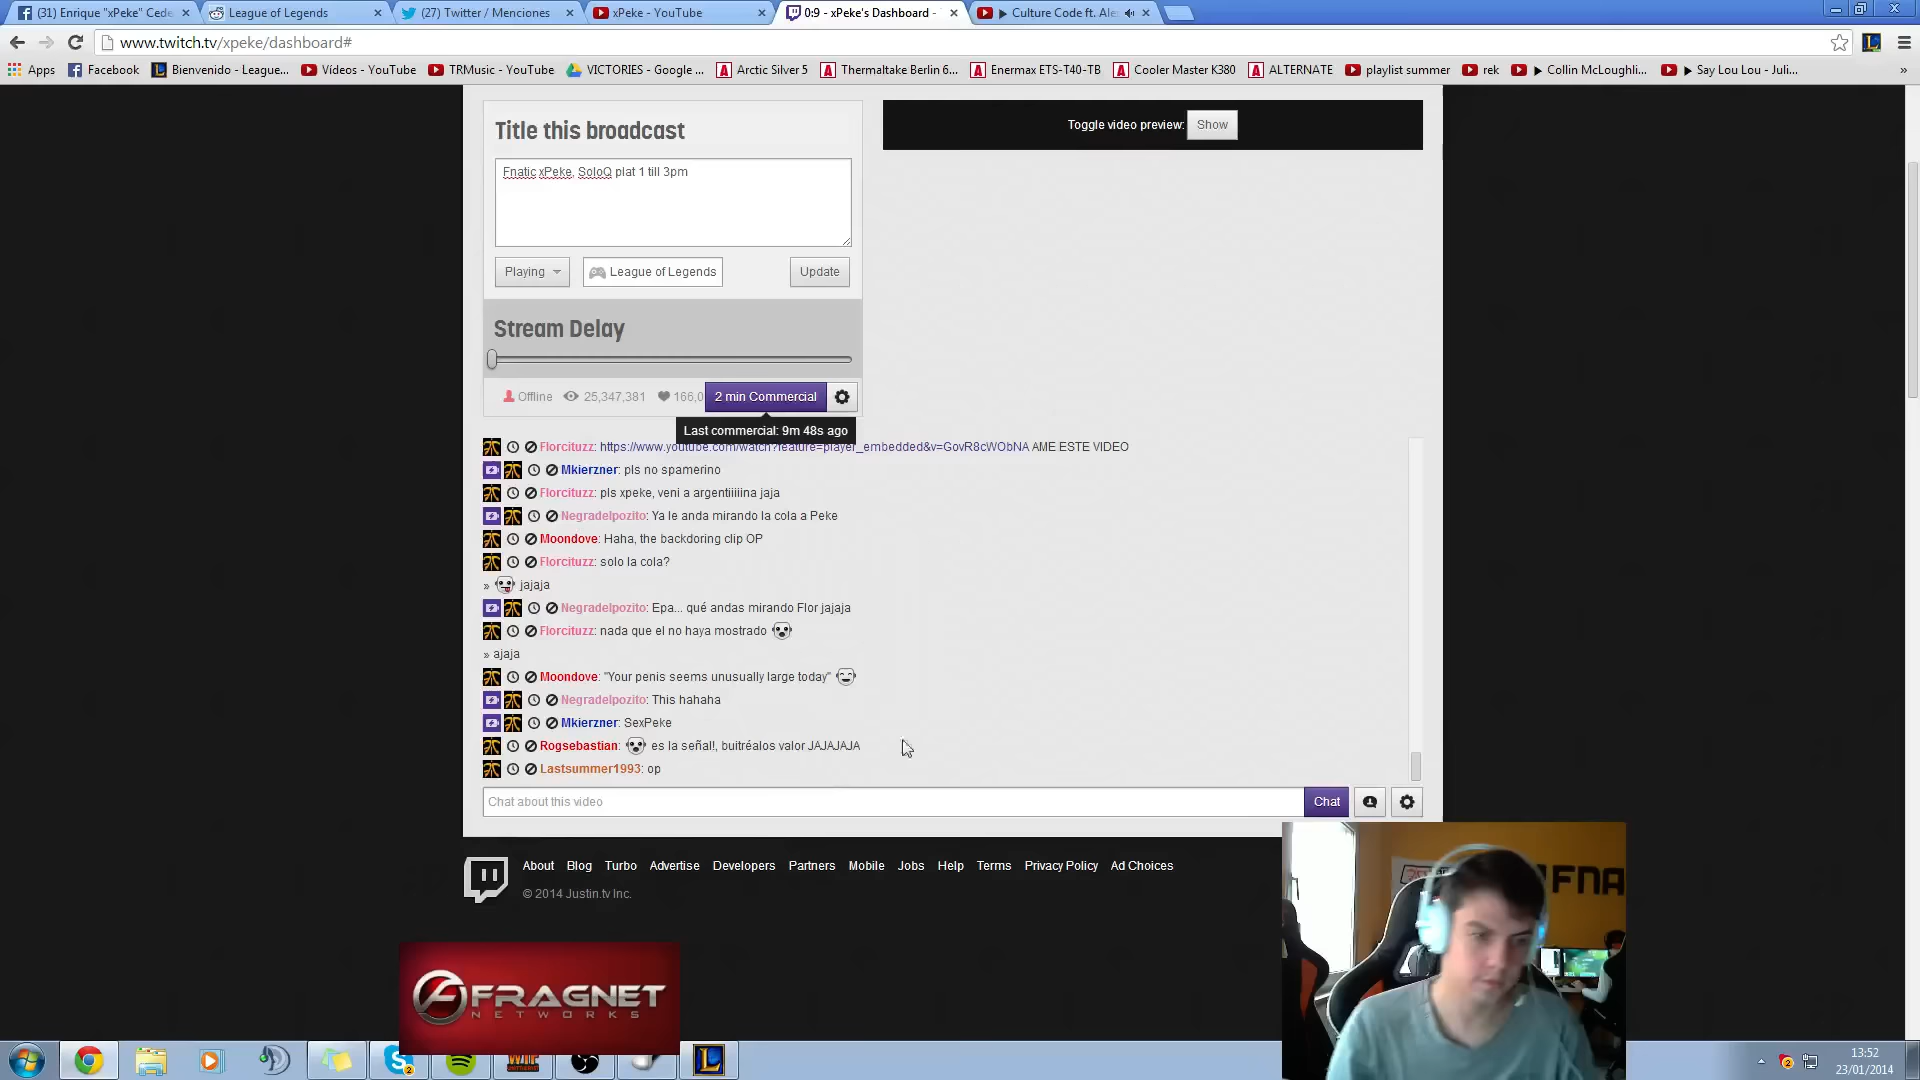 (31) Enrique "xPeke" Cede
League of Legends
(27) Twitter / Menciones
xPeke - YouTube
0:9 - xPeke's Dashboard -
▶ Culture Code ft. Ale
www.twitch.tv/xpeke/dashboard#
Apps
Facebook
Bienvenido - League...
Vídeos - YouTube
TRMusic - YouTube
VICTORIES - Google ...
Arctic Silver 5
Thermaltake Berlin 6...
Enermax ETS-T40-TB
Cooler Master K380
ALTERNATE
playlist summer
rek
▶ Collin McLoughli...
▶ Say Lou Lou - Juli...
»
Title this broadcast
Toggle video preview: Show
Fnatic xPeke, SoloQ plat 1 till 3pm
Playing
League of Legends
Update
Stream Delay
Offline
25,347,381
166,0
2 min Commercial
Last commercial: 9m 48s ago
Florcituzz: https://www.youtube.com/watch?feature=player_embedded&v=GovR8cWObNA AME ESTE VIDEO
Mkierzner: pls no spamerino
Florcituzz: pls xpeke, veni a argentiiiiina jaja
Negradelpozito: Ya le anda mirando la cola a Peke
Moondove: Haha, the backdoring clip OP
Florcituzz: solo la cola?
» jajaja
Negradelpozito: Epa... qué andas mirando Flor jajaja
Florcituzz: nada que el no haya mostrado
» ajaja
Moondove: "Your penis seems unusually large today"
Negradelpozito: This hahaha
Mkierzner: SexPeke
Rogsebastian: es la señal!, buitréalos valor JAJAJAJA
Lastsummer1993: op
Chat about this video
Chat
About Blog Turbo Advertise Developers Partners Mobile Jobs Help Terms Privacy Policy Ad Choices
© 2014 Justin.tv Inc.
FNA
FRAGNET
NETWORKS
13:52
23/01/2014